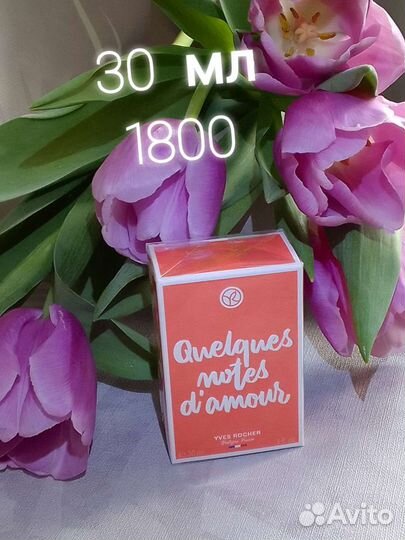 30 мл
1800
Quelques
notes
d'amour
YVES ROCHER
Avito